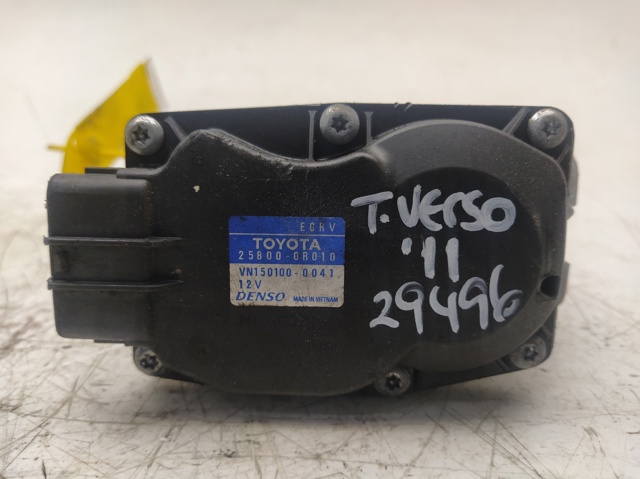 EGRV
TOYOTA
25800-0R010
VN150100-0041
12V
DENSO MADE IN VIETNAM
T.VERSO
'11
29496